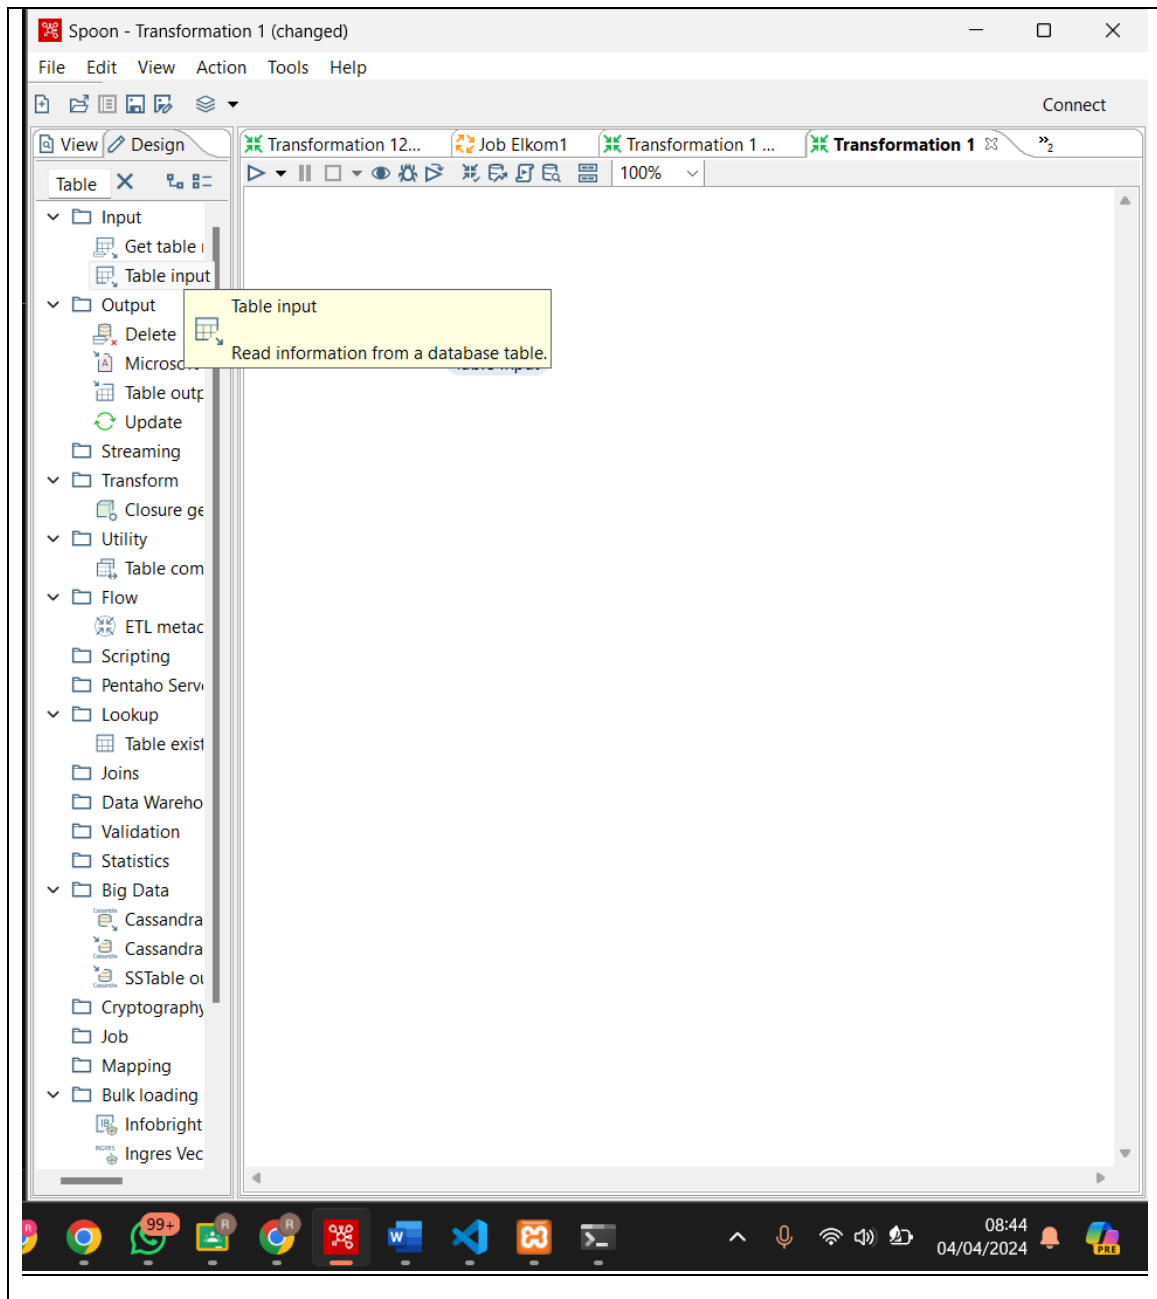 Spoon - Transformation 1 (changed)
File Edit View Action Tools Help
Connect
View Design
Transformation 12... Job Elkom1 Transformation 1 ... Transformation 1 »2
Table
100%
Input
Get table
Table input
Output
Table input
Delete
Read information from a database table.
Table outp
Update
Streaming
Transform
Closure ge
Utility
Table com
Flow
ETL metac
Scripting
Pentaho Serv
Lookup
Table exist
Joins
Data Wareho
Validation
Statistics
Big Data
Cassandra
Cassandra
SSTable ou
Cryptography
Job
Mapping
Bulk loading
Infobright
Ingres Vec
99+
08:44
04/04/2024
PRE